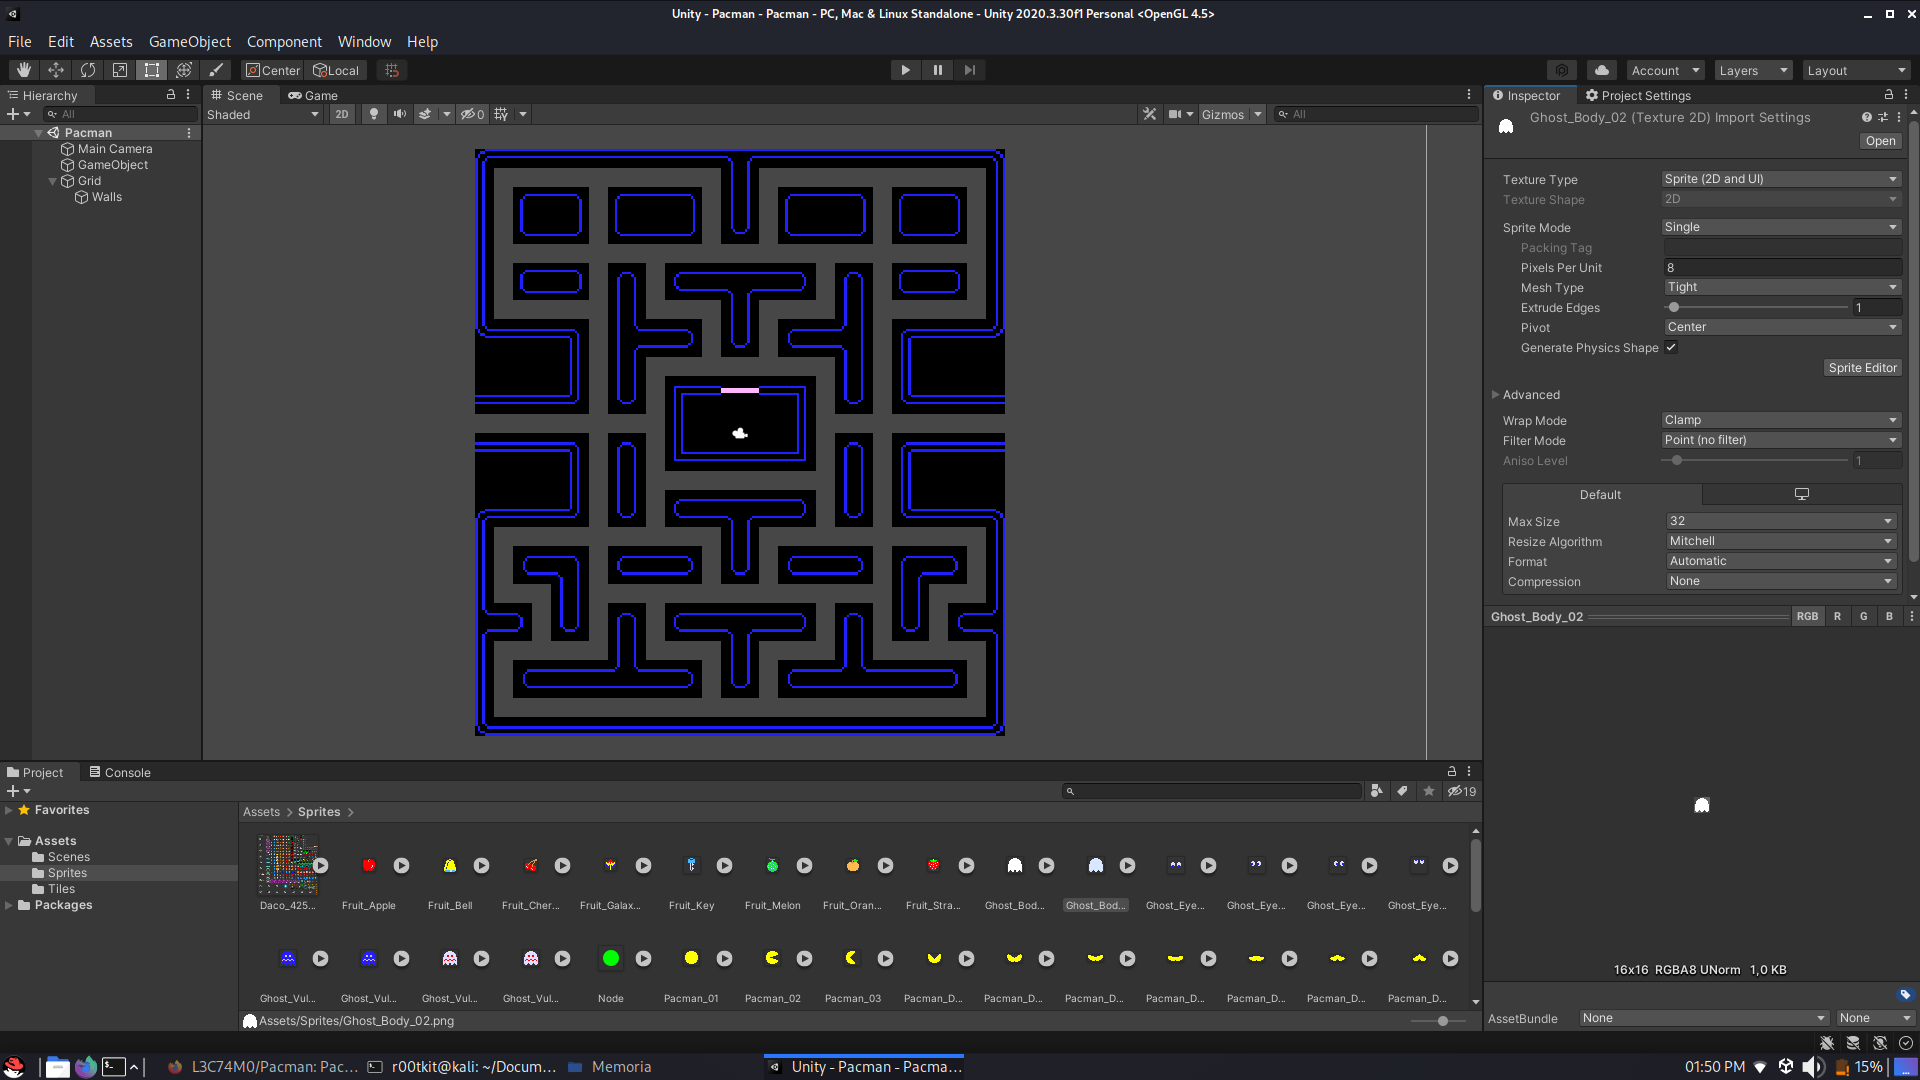 Unity - Pacman - Pacman - PC, Mac & Linux Standalone - Unity 2020.3.30f1 Personal <OpenGL 4.5>
File Edit Assets GameObject Component Window Help
Center Local Account Layers Layout
Hierarchy Scene Game Inspector Project Settings
All Shaded 2D 0 Gizmos All
Ghost_Body_02 (Texture 2D) Import Settings
Open
Pacman
Main Camera
GameObject
Grid
Walls
Texture Type Sprite (2D and UI)
Texture Shape 2D
Sprite Mode Single
Packing Tag
Pixels Per Unit 8
Mesh Type Tight
Extrude Edges 1
Pivot Center
Generate Physics Shape
Sprite Editor
Advanced
Wrap Mode Clamp
Filter Mode Point (no filter)
Aniso Level 1
Default
Max Size 32
Resize Algorithm Mitchell
Format Automatic
Compression None
Ghost_Body_02 RGB R G B
16x16 RGBA8 UNorm 1,0 KB
AssetBundle None None
Project Console
19
Favorites
Assets
Scenes
Sprites
Tiles
Packages
Assets > Sprites >
Daco_425... Fruit_Apple Fruit_Bell Fruit_Cher... Fruit_Galax... Fruit_Key Fruit_Melon Fruit_Oran... Fruit_Stra... Ghost_Bod... Ghost_Bod... Ghost_Eye... Ghost_Eye... Ghost_Eye... Ghost_Eye...
Ghost_Vul... Ghost_Vul... Ghost_Vul... Ghost_Vul... Node Pacman_01 Pacman_02 Pacman_03 Pacman_D... Pacman_D... Pacman_D... Pacman_D... Pacman_D... Pacman_D... Pacman_D...
Assets/Sprites/Ghost_Body_02.png
L3C74M0/Pacman: Pac... r00tkit@kali: ~/Docum... Memoria Unity - Pacman - Pacma... 01:50 PM 15%